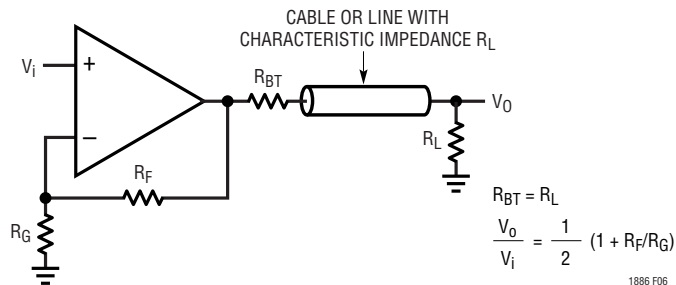 CABLE OR LINE WITH
CHARACTERISTIC IMPEDANCE RL
Vi
+
–
RBT
VO
RL
RF
RG
RBT = RL
Vo/Vi = 1/2 (1 + RF/RG)
1886 F06